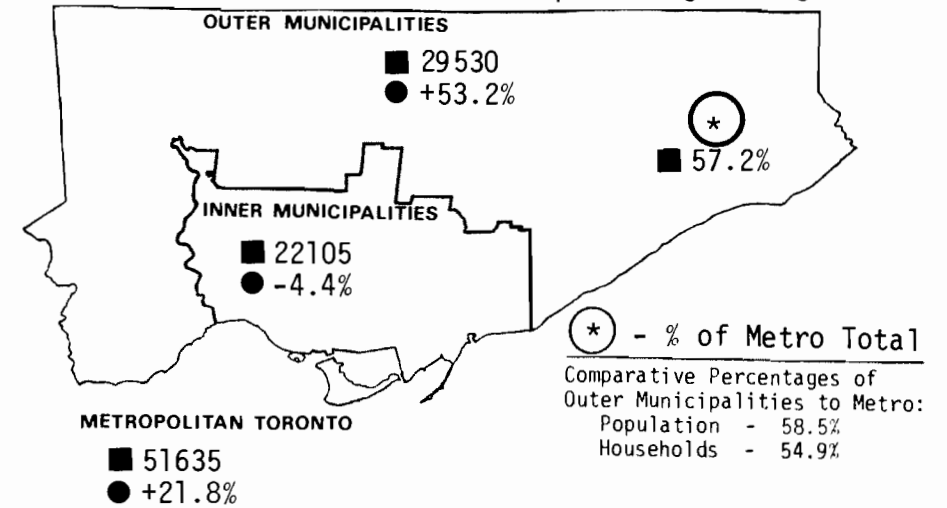 OUTER MUNICIPALITIES
■ 29530
● +53.2%
*
■ 57.2%
INNER MUNICIPALITIES
■ 22105
● -4.4%
* - % of Metro Total
Comparative Percentages of
Outer Municipalities to Metro:
Population - 58.5%
Households - 54.9%
METROPOLITAN TORONTO
■ 51635
● +21.8%